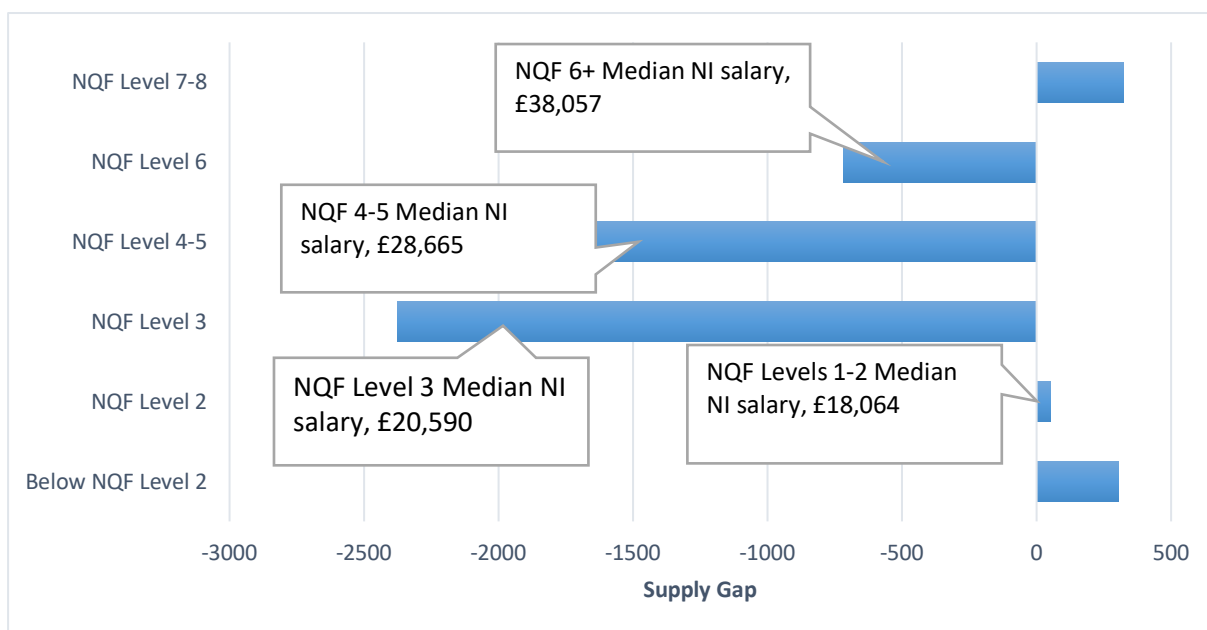 NQF Level 7-8
NQF 6+ Median NI salary,
£38,057
NQF Level 6
NQF 4-5 Median NI
salary, £28,665
NQF Level 4-5
NQF Level 3
NQF Level 3 Median NI
salary, £20,590
NQF Levels 1-2 Median
NI salary, £18,064
NQF Level 2
Below NQF Level 2
-3000 -2500 -2000 -1500 -1000 -500 0 500
Supply Gap